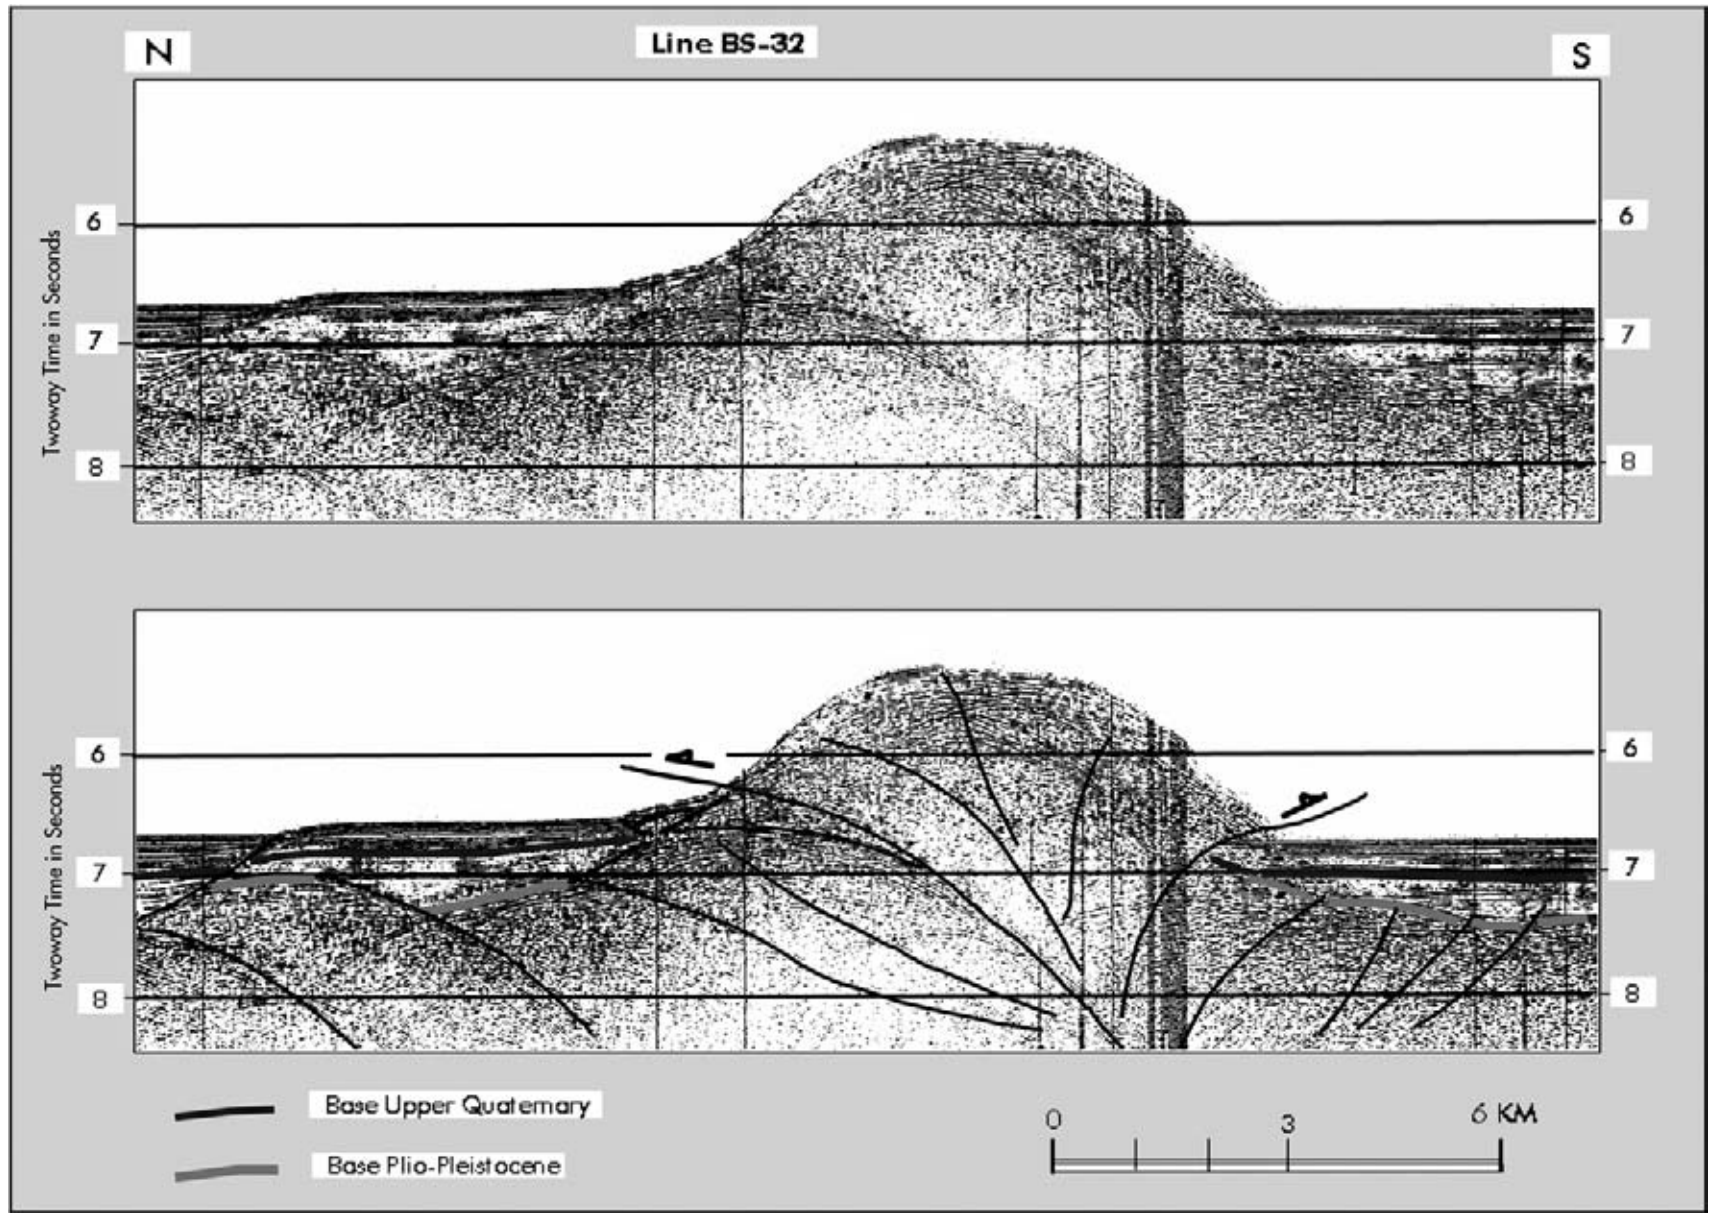 N Line BS-32 S
Twoway Time in Seconds
6 6
7 7
8 8
Twoway Time in Seconds
6 6
7 7
8 8
Base Upper Quaternary
Base Plio-Pleistocene
0 3 6 KM